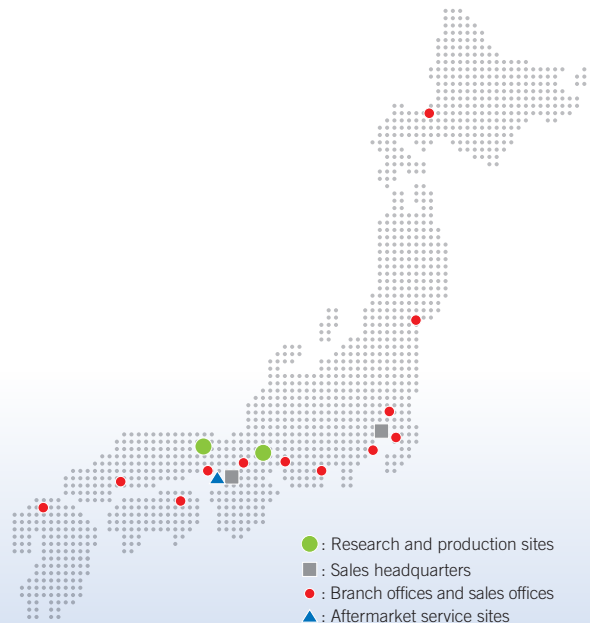 : Research and production sites
: Sales headquarters
: Branch offices and sales offices
: Aftermarket service sites